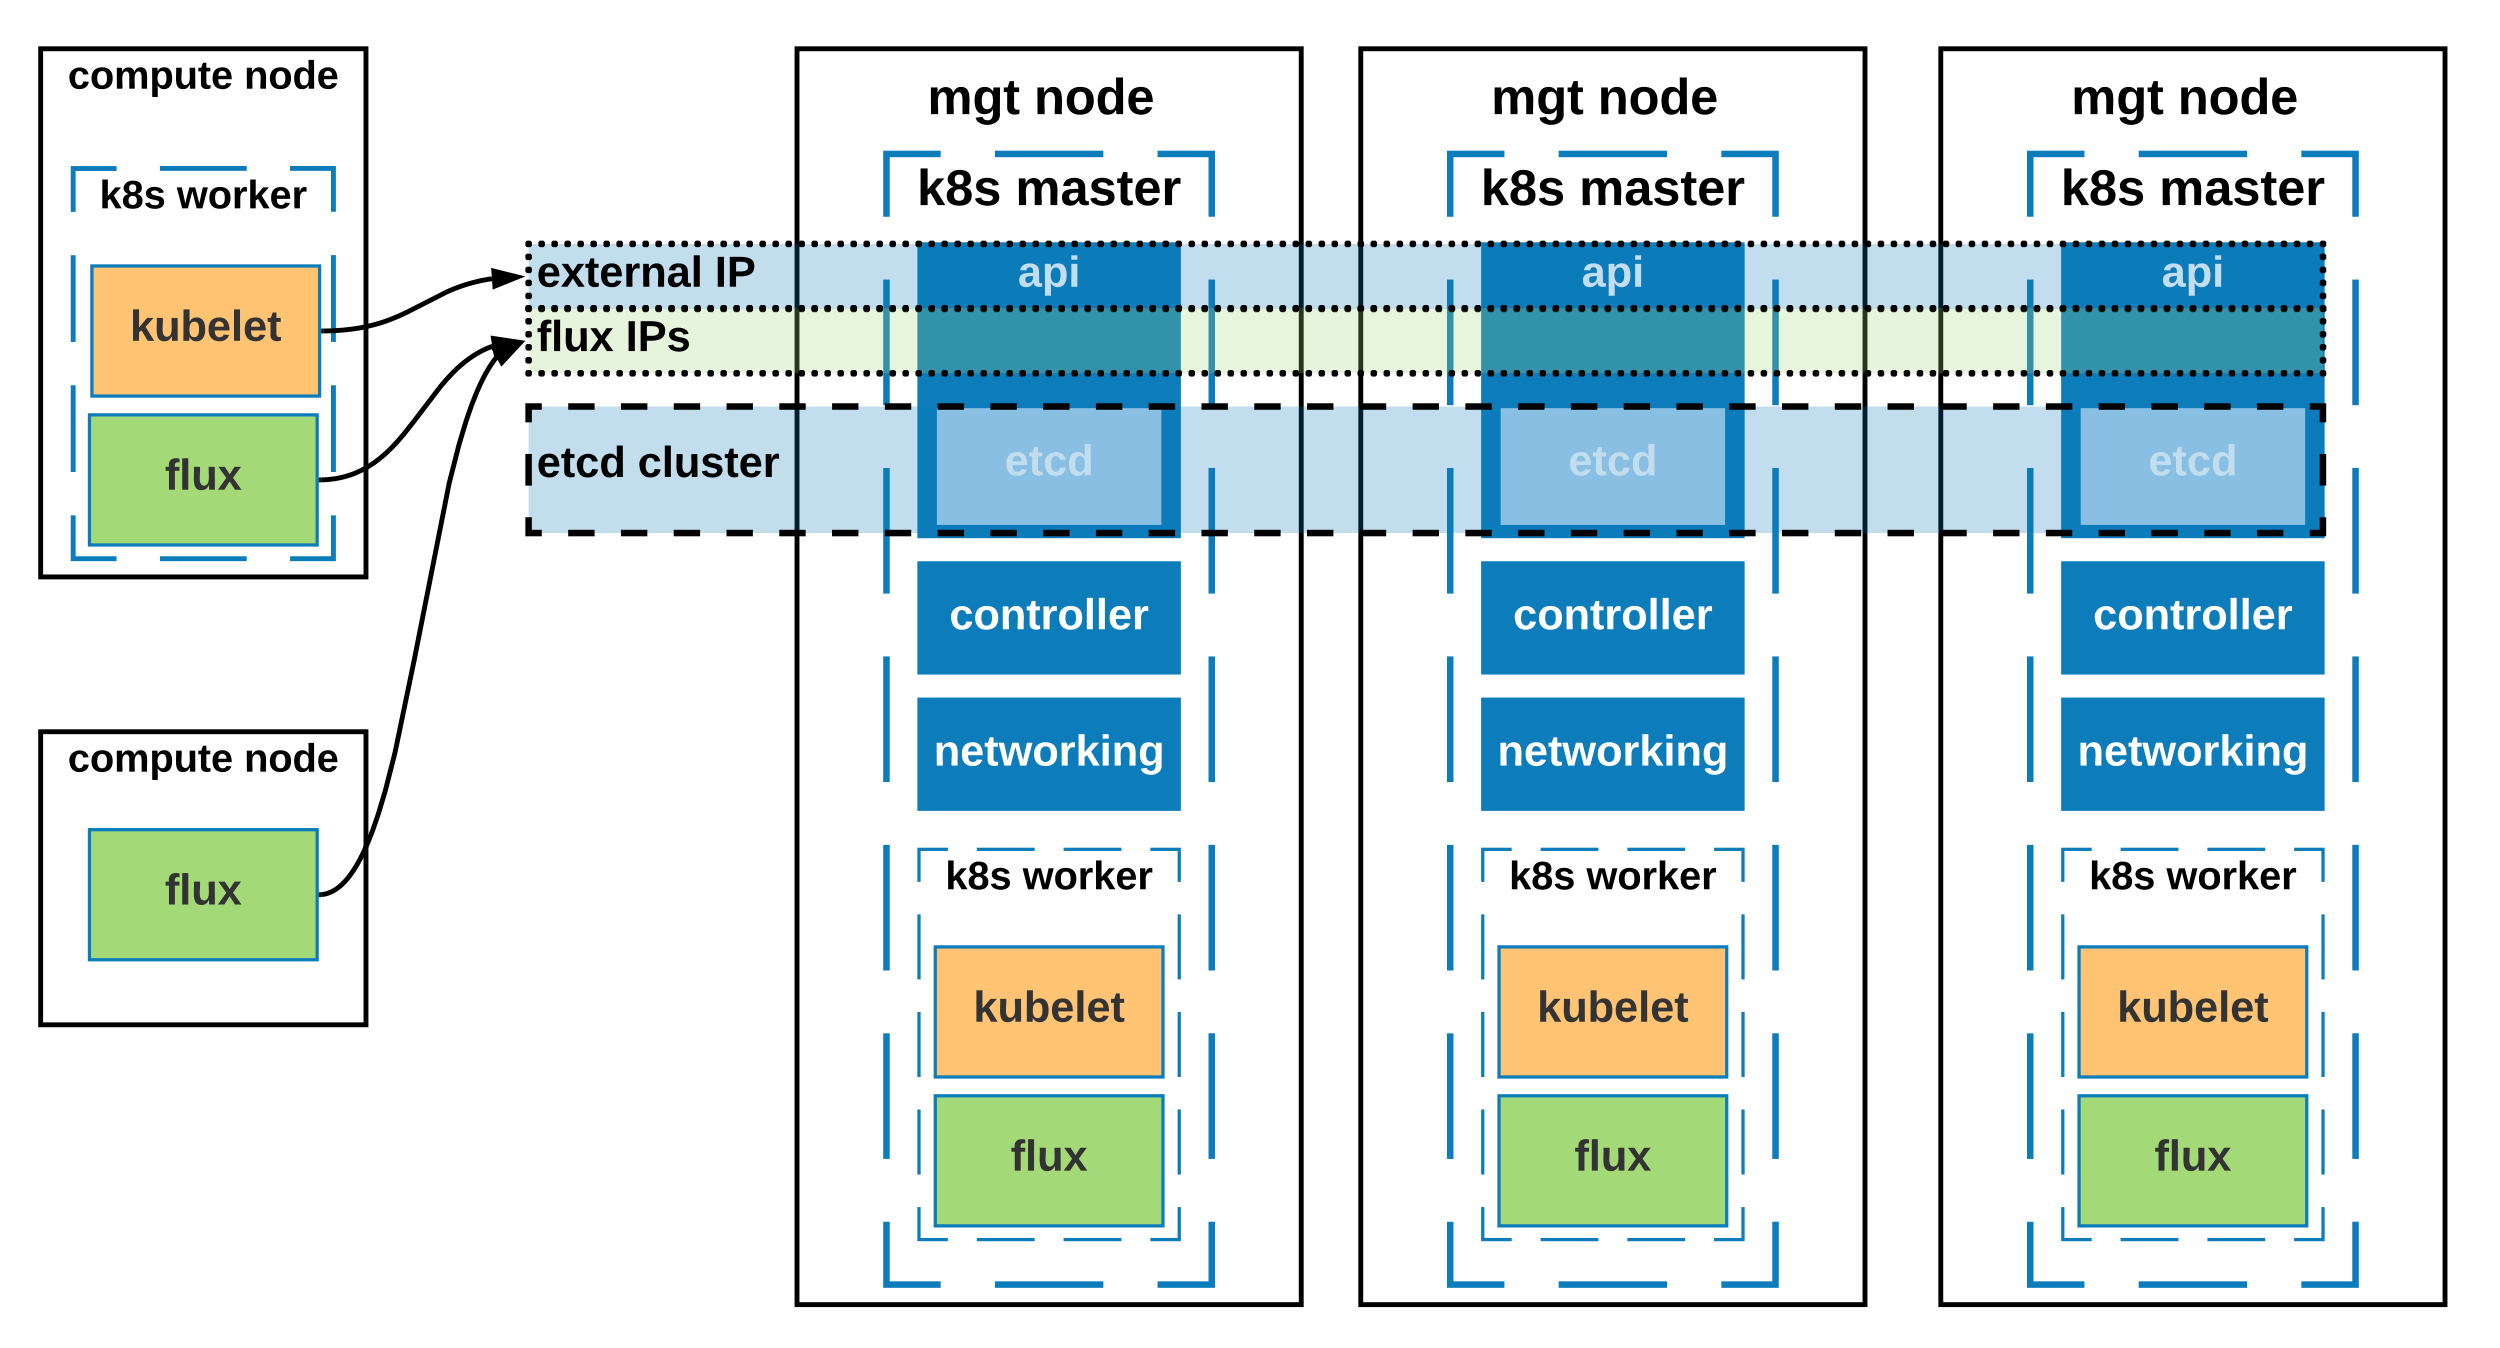 compute node
k8s worker
kubelet
flux
compute node
flux
external IP
flux IPs
etcd cluster
mgt node
k8s master
api
etcd
controller
networking
k8s worker
kubelet
flux
mgt node
k8s master
api
etcd
controller
networking
k8s worker
kubelet
flux
mgt node
k8s master
api
etcd
controller
networking
k8s worker
kubelet
flux